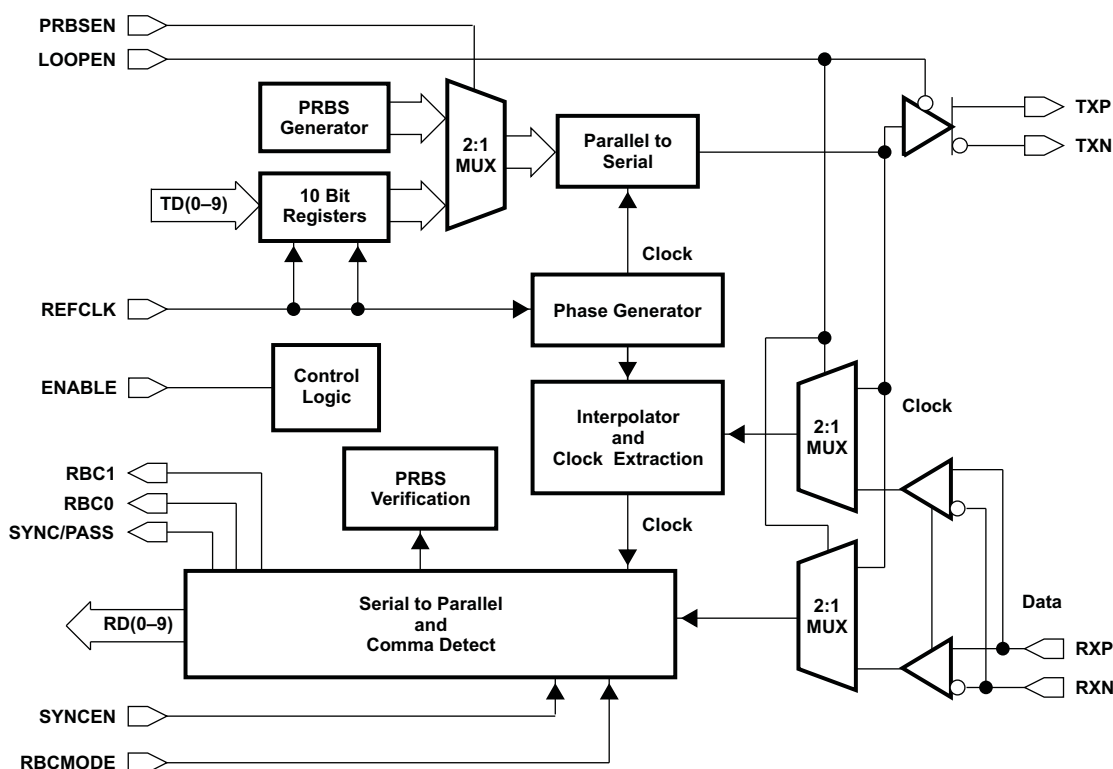 PRBSEN
LOOPEN
PRBS
Generator
2:1
MUX
Parallel to
Serial
TXP
TXN
TD(0–9)
10 Bit
Registers
Clock
REFCLK
Phase Generator
ENABLE
Control
Logic
Interpolator
and
Clock Extraction
2:1
MUX
Clock
RBC1
RBC0
SYNC/PASS
PRBS
Verification
Clock
RD(0–9)
Serial to Parallel
and
Comma Detect
2:1
MUX
Data
RXP
RXN
SYNCEN
RBCMODE